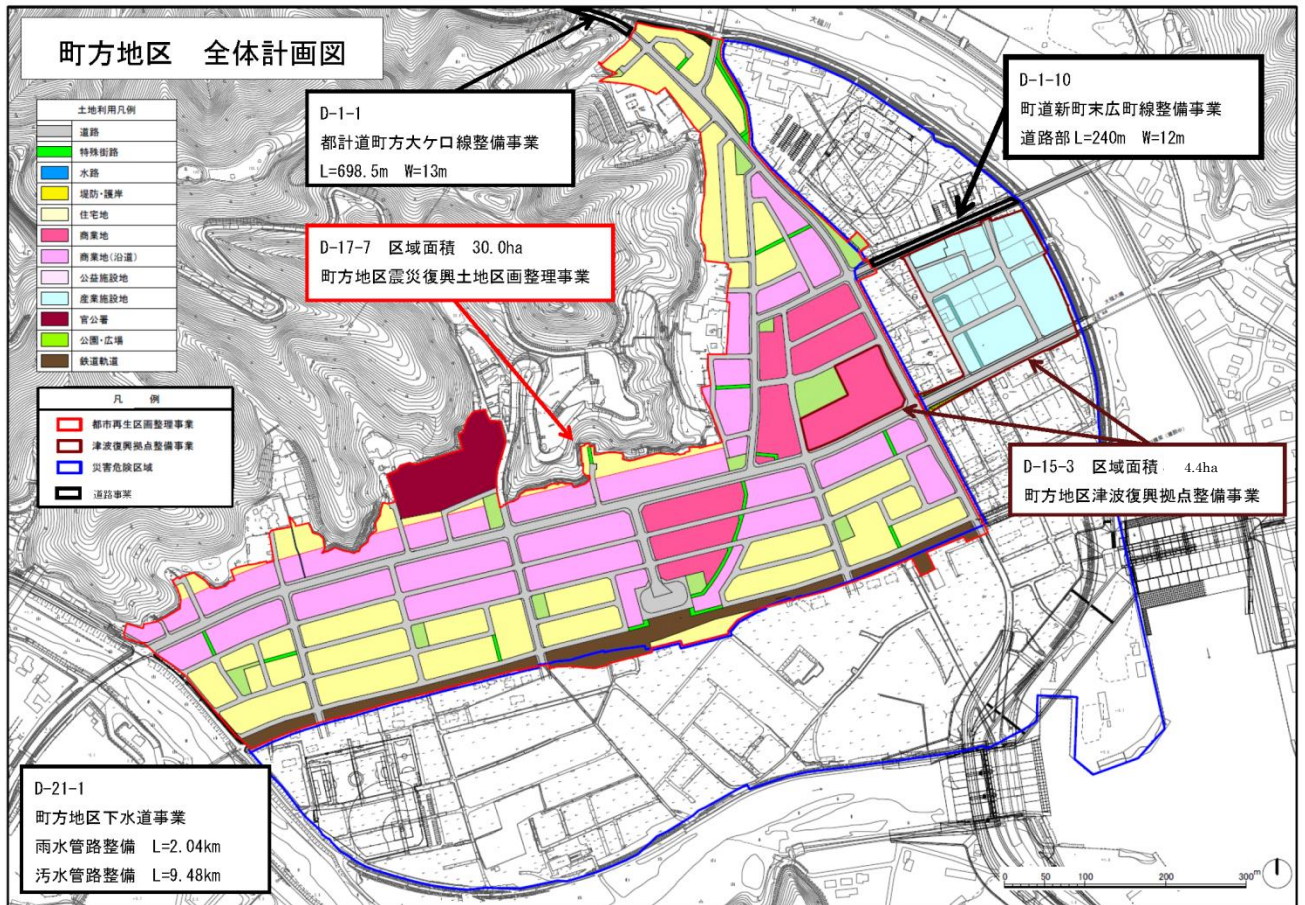 町方地区 全体計画図
大槌川
D-1-1
都計道町方大ケ口線整備事業
L=698.5m W=13m
D-1-10
町道新町末広町線整備事業
道路部 L=240m W=12m
土地利用凡例
道路
特殊街路
水路
堤防・護岸
住宅地
商業地
商業地(沿道)
公益施設地
産業施設地
官公署
公園・広場
鉄道軌道
D-17-7 区域面積 30.0ha
町方地区震災復興土地区画整理事業
凡 例
都市再生区画整理事業
津波復興拠点整備事業
災害危険区域
道路事業
D-15-3 区域面積 4.4ha
町方地区津波復興拠点整備事業
D-21-1
町方地区下水道事業
雨水管路整備 L=2.04km
汚水管路整備 L=9.48km
0 50 100 200 300m